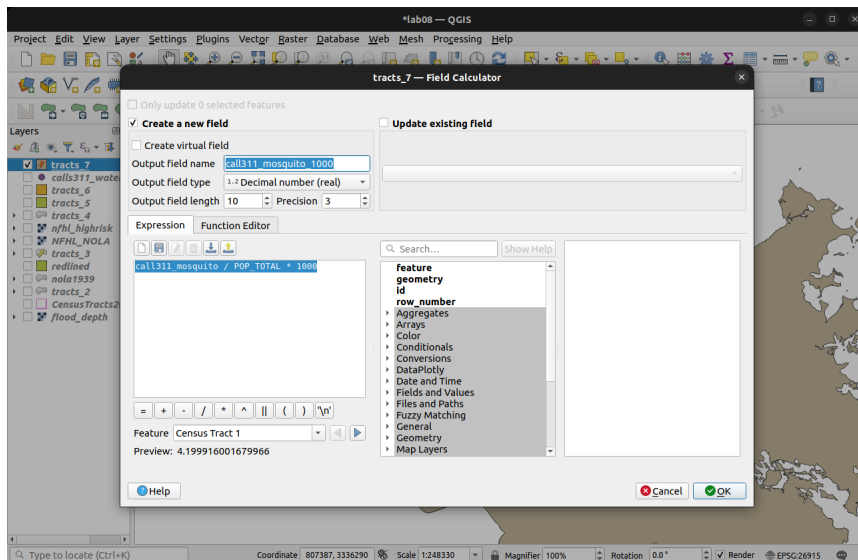 *lab08 — QGIS
Project Edit View Layer Settings Plugins Vector Raster Database Web Mesh Processing Help
tracts_7 — Field Calculator
Only update 0 selected features
Create a new field
Update existing field
Create virtual field
Output field name call311_mosquito_1000
Output field type 1.2 Decimal number (real)
Output field length 10 Precision 3
Expression Function Editor
Search... Show Help
call311_mosquito / POP_TOTAL * 1000
feature
geometry
id
row_number
Aggregates
Arrays
Color
Conditionals
Conversions
DataPlotly
Date and Time
Fields and Values
Files and Paths
Fuzzy Matching
General
Geometry
Map Layers
= + - / * ^ || ( ) '\n'
Feature Census Tract 1
Preview: 4.199916001679966
Help Cancel OK
Layers
tracts_7
calls311_wate
tracts_6
tracts_5
tracts_4
nfhl_highrisk
NFHL_NOLA
tracts_3
redlined
nola1939
tracts_2
CensusTracts2
flood_depth
Type to locate (Ctrl+K) Coordinate 807387,3336290 Scale 1:248330 Magnifier 100% Rotation 0.0 ° Render EPSG:26915